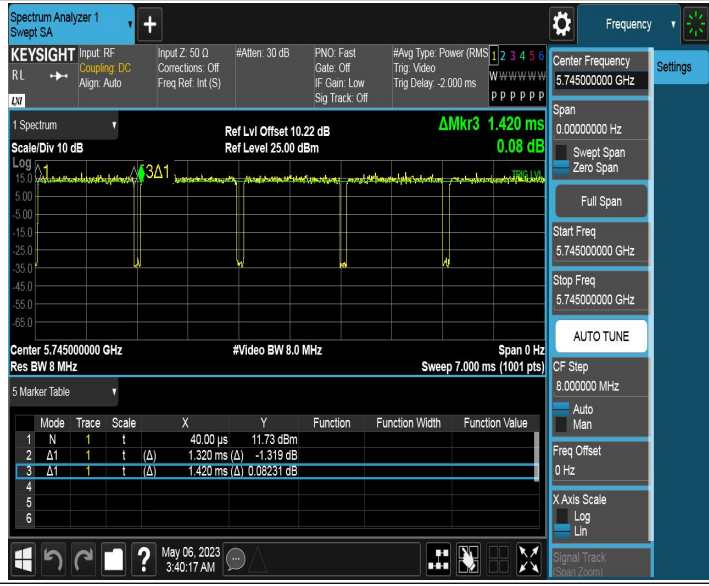 Spectrum Analyzer 1
Swept SA
Frequency
KEYSIGHT
RL
LXI
Input: RF
Coupling: DC
Align: Auto
Input Z: 50 Ω
Corrections: Off
Freq Ref: Int (S)
#Atten: 30 dB
PNO: Fast
Gate: Off
IF Gain: Low
Sig Track: Off
#Avg Type: Power (RMS
Trig: Video
Trig Delay: -2.000 ms
1 2 3 4 5 6
W W W W W W
P P P P P P
Center Frequency
5.745000000 GHz
Settings
Span
0.00000000 Hz
Swept Span
Zero Span
Full Span
Start Freq
5.745000000 GHz
Stop Freq
5.745000000 GHz
AUTO TUNE
CF Step
8.000000 MHz
Auto
Man
Freq Offset
0 Hz
X Axis Scale
Log
Lin
Signal Track
(Span Zoom)
1 Spectrum
Scale/Div 10 dB
Ref Lvl Offset 10.22 dB
Ref Level 25.00 dBm
ΔMkr3 1.420 ms
0.08 dB
Log
15.0
5.00
-5.00
-15.0
-25.0
-35.0
-45.0
-55.0
-65.0
1
3Δ1
TRIG LVL
Center 5.745000000 GHz
Res BW 8 MHz
#Video BW 8.0 MHz
Span 0 Hz
Sweep 7.000 ms (1001 pts)
5 Marker Table
Mode Trace Scale X Y Function Function Width Function Value
1 N 1 t 40.00 µs 11.73 dBm
2 Δ1 1 t (Δ) 1.320 ms (Δ) -1.319 dB
3 Δ1 1 t (Δ) 1.420 ms (Δ) 0.08231 dB
4
5
6
May 06, 2023
3:40:17 AM